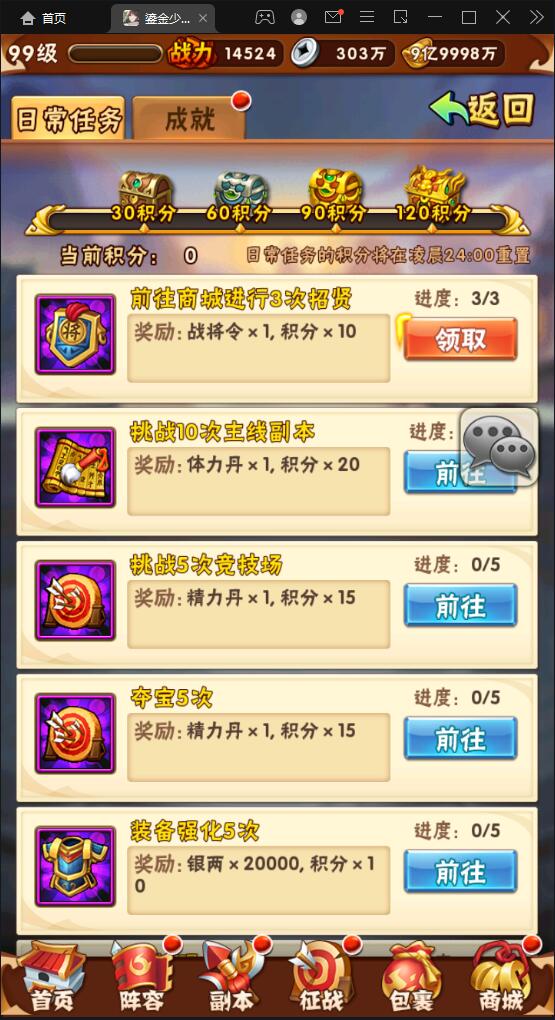 首页
鎏金少...
99级
战力 14524
303万
9亿9998万
日常任务
成就
返回
30积分
60积分
90积分
120积分
当前积分: 0
日常任务的积分将在凌晨24:00重置
前往商城进行3次招贤
进度: 3/3
奖励: 战将令×1, 积分×10
领取
将
挑战10次主线副本
进度:
奖励: 体力丹×1, 积分×20
前往
挑战5次竞技场
进度: 0/5
奖励: 精力丹×1, 积分×15
前往
夺宝5次
进度: 0/5
奖励: 精力丹×1, 积分×15
前往
装备强化5次
进度: 0/5
奖励: 银两×20000, 积分×1
0
前往
首页
阵容
副本
征战
包裹
商城